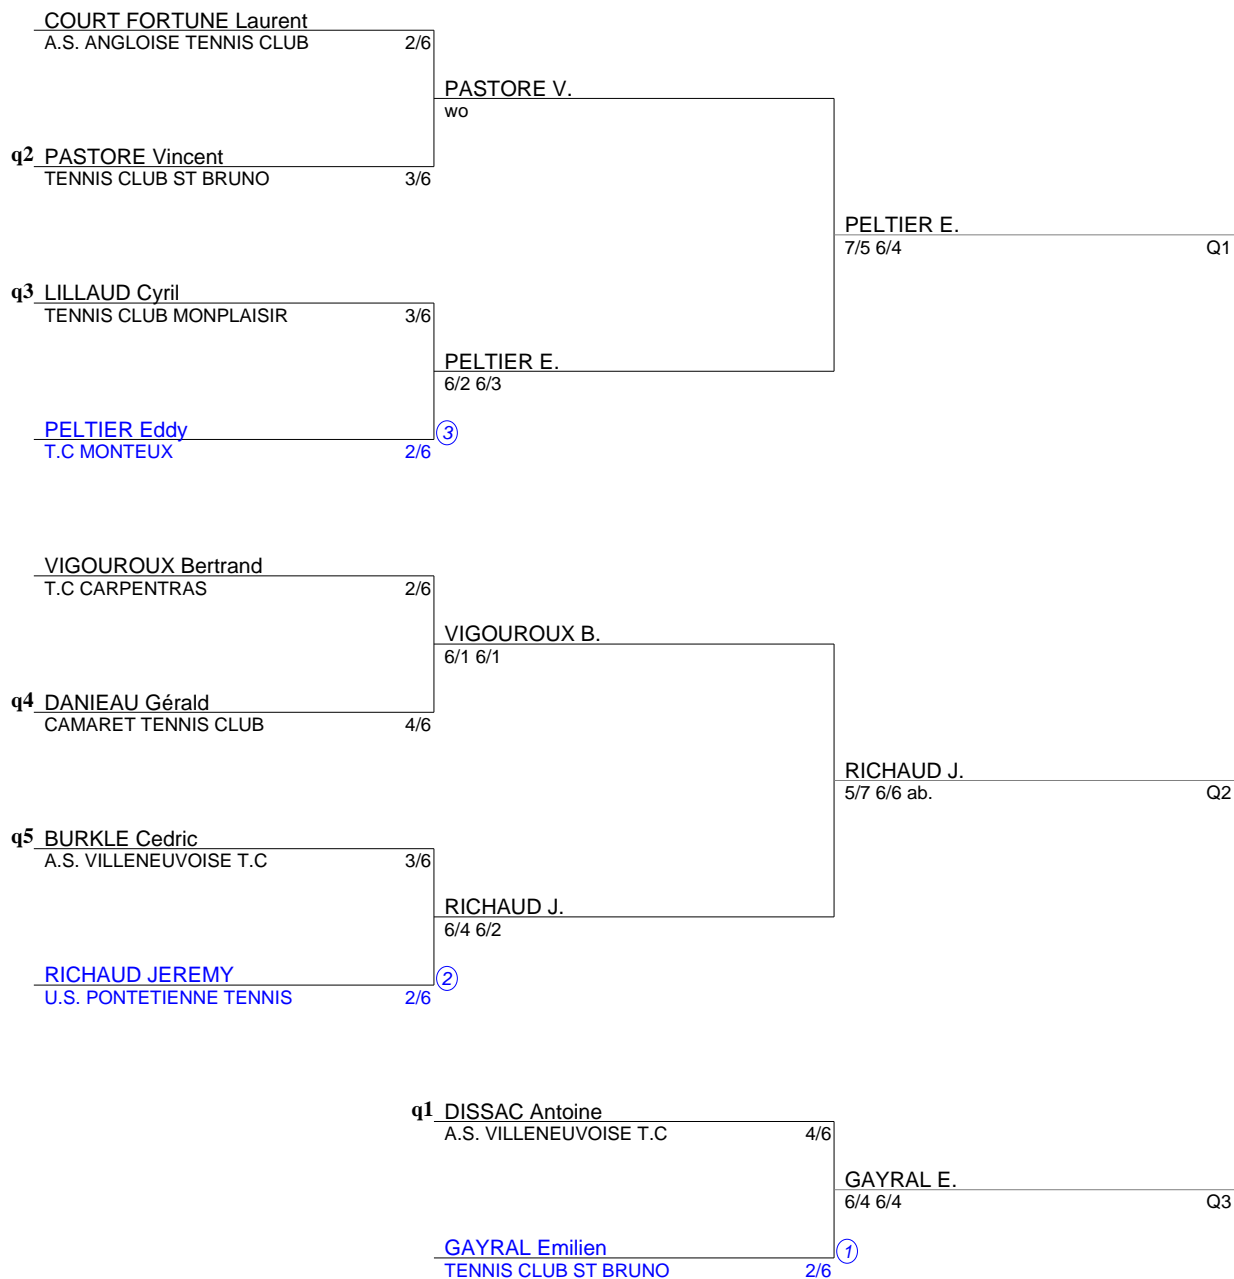 COURT FORTUNE Laurent
A.S. ANGLOISE TENNIS CLUB 2/6
PASTORE V.
wo
q2 PASTORE Vincent
TENNIS CLUB ST BRUNO 3/6
PELTIER E.
7/5 6/4 Q1
q3 LILLAUD Cyril
TENNIS CLUB MONPLAISIR 3/6
PELTIER E.
6/2 6/3
PELTIER Eddy 3
T.C MONTEUX 2/6
VIGOUROUX Bertrand
T.C CARPENTRAS 2/6
VIGOUROUX B.
6/1 6/1
q4 DANIEAU Gérald
CAMARET TENNIS CLUB 4/6
RICHAUD J.
5/7 6/6 ab. Q2
q5 BURKLE Cedric
A.S. VILLENEUVOISE T.C 3/6
RICHAUD J.
6/4 6/2
RICHAUD JEREMY 2
U.S. PONTETIENNE TENNIS 2/6
q1 DISSAC Antoine
A.S. VILLENEUVOISE T.C 4/6
GAYRAL E.
6/4 6/4 Q3
GAYRAL Emilien 1
TENNIS CLUB ST BRUNO 2/6